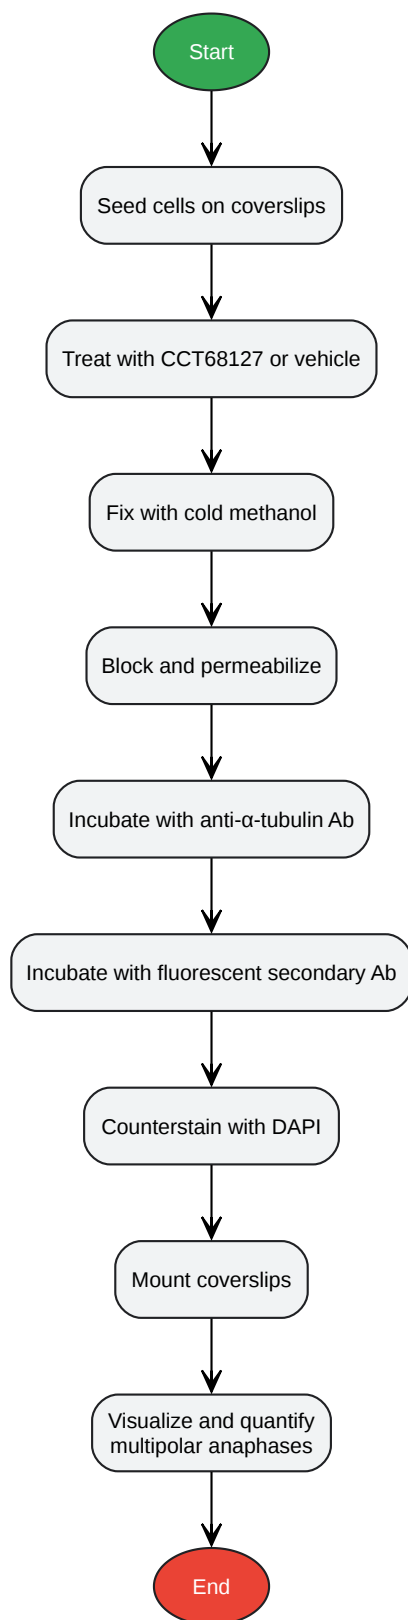 Start
Seed cells on coverslips
Treat with CCT68127 or vehicle
Fix with cold methanol
Block and permeabilize
Incubate with anti-α-tubulin Ab
Incubate with fluorescent secondary Ab
Counterstain with DAPI
Mount coverslips
Visualize and quantify
multipolar anaphases
End